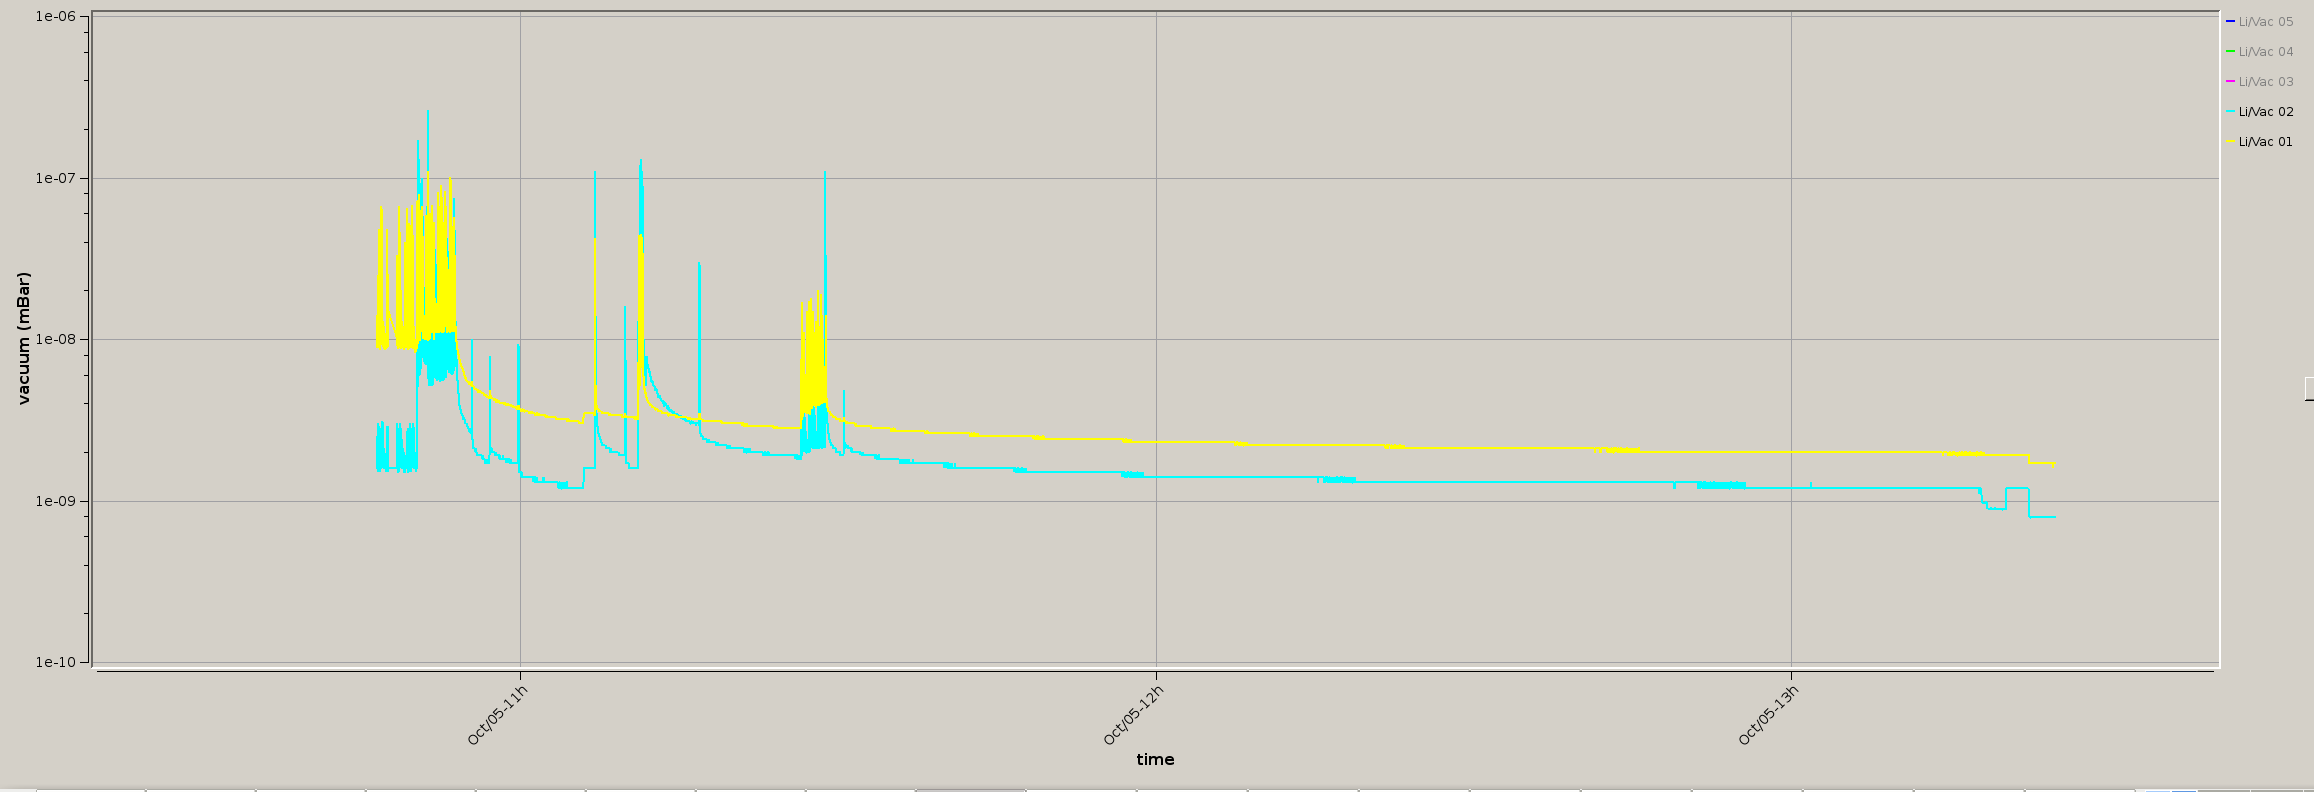 1e-06
1e-07
1e-08
1e-09
1e-10
vacuum (mBar)
Oct/05-11h
Oct/05-12h
Oct/05-13h
time
Li/Vac 05
Li/Vac 04
Li/Vac 03
Li/Vac 02
Li/Vac 01